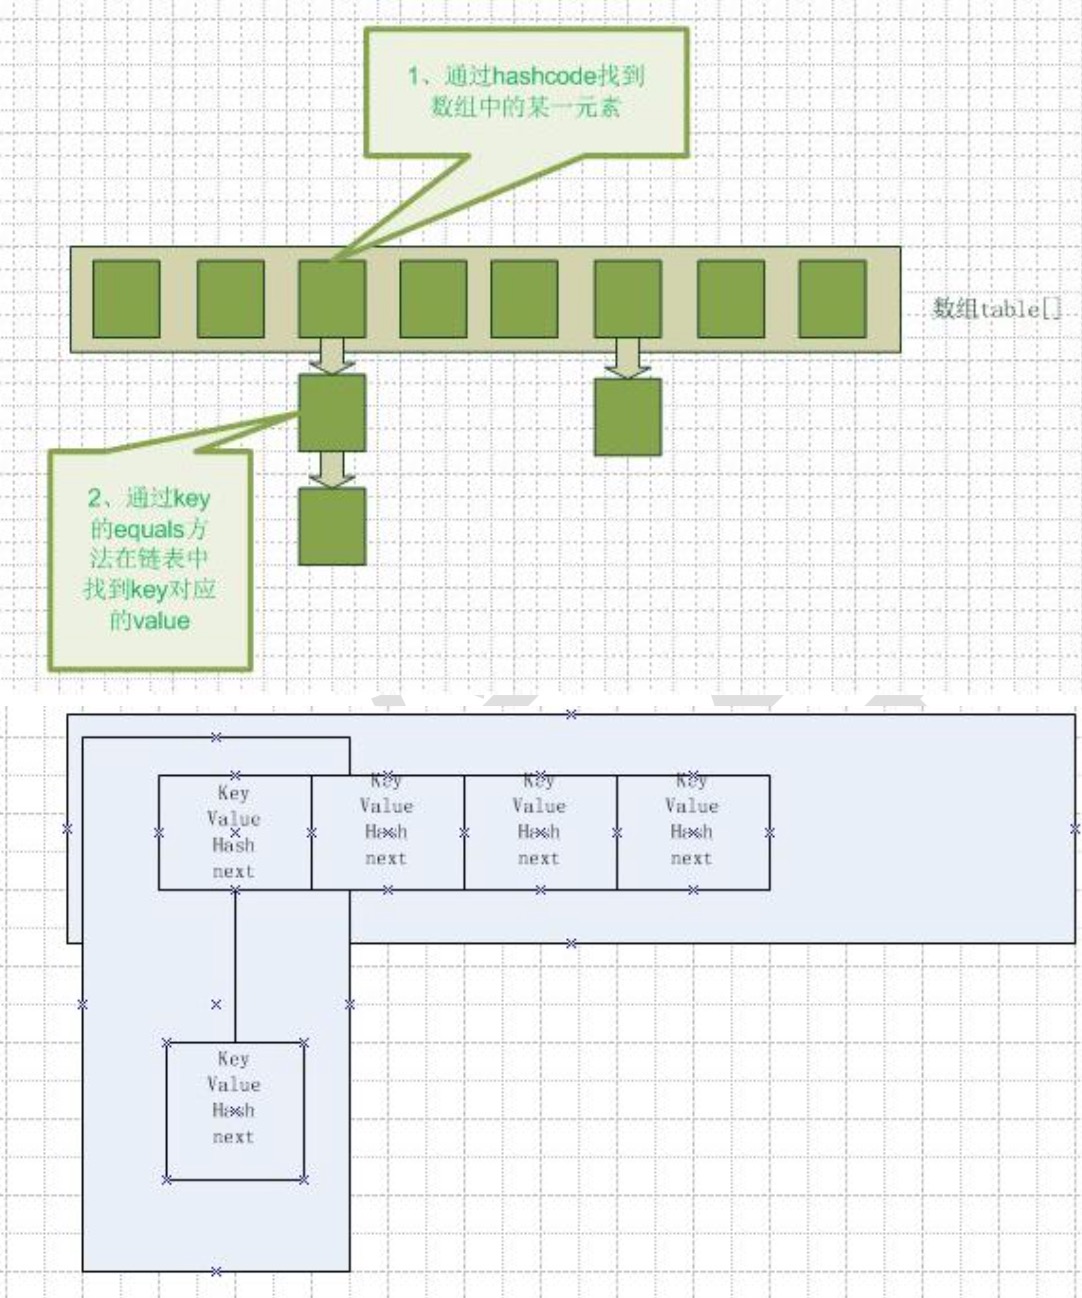 1、通过hashcode找到
数组中的某一元素
数组table[]
2、通过key
的equals方
法在链表中
找到key对应
的value
Key
Value
Hash
next
Key
Value
Hash
next
Key
Value
Hash
next
Key
Value
Hash
next
Key
Value
Hash
next